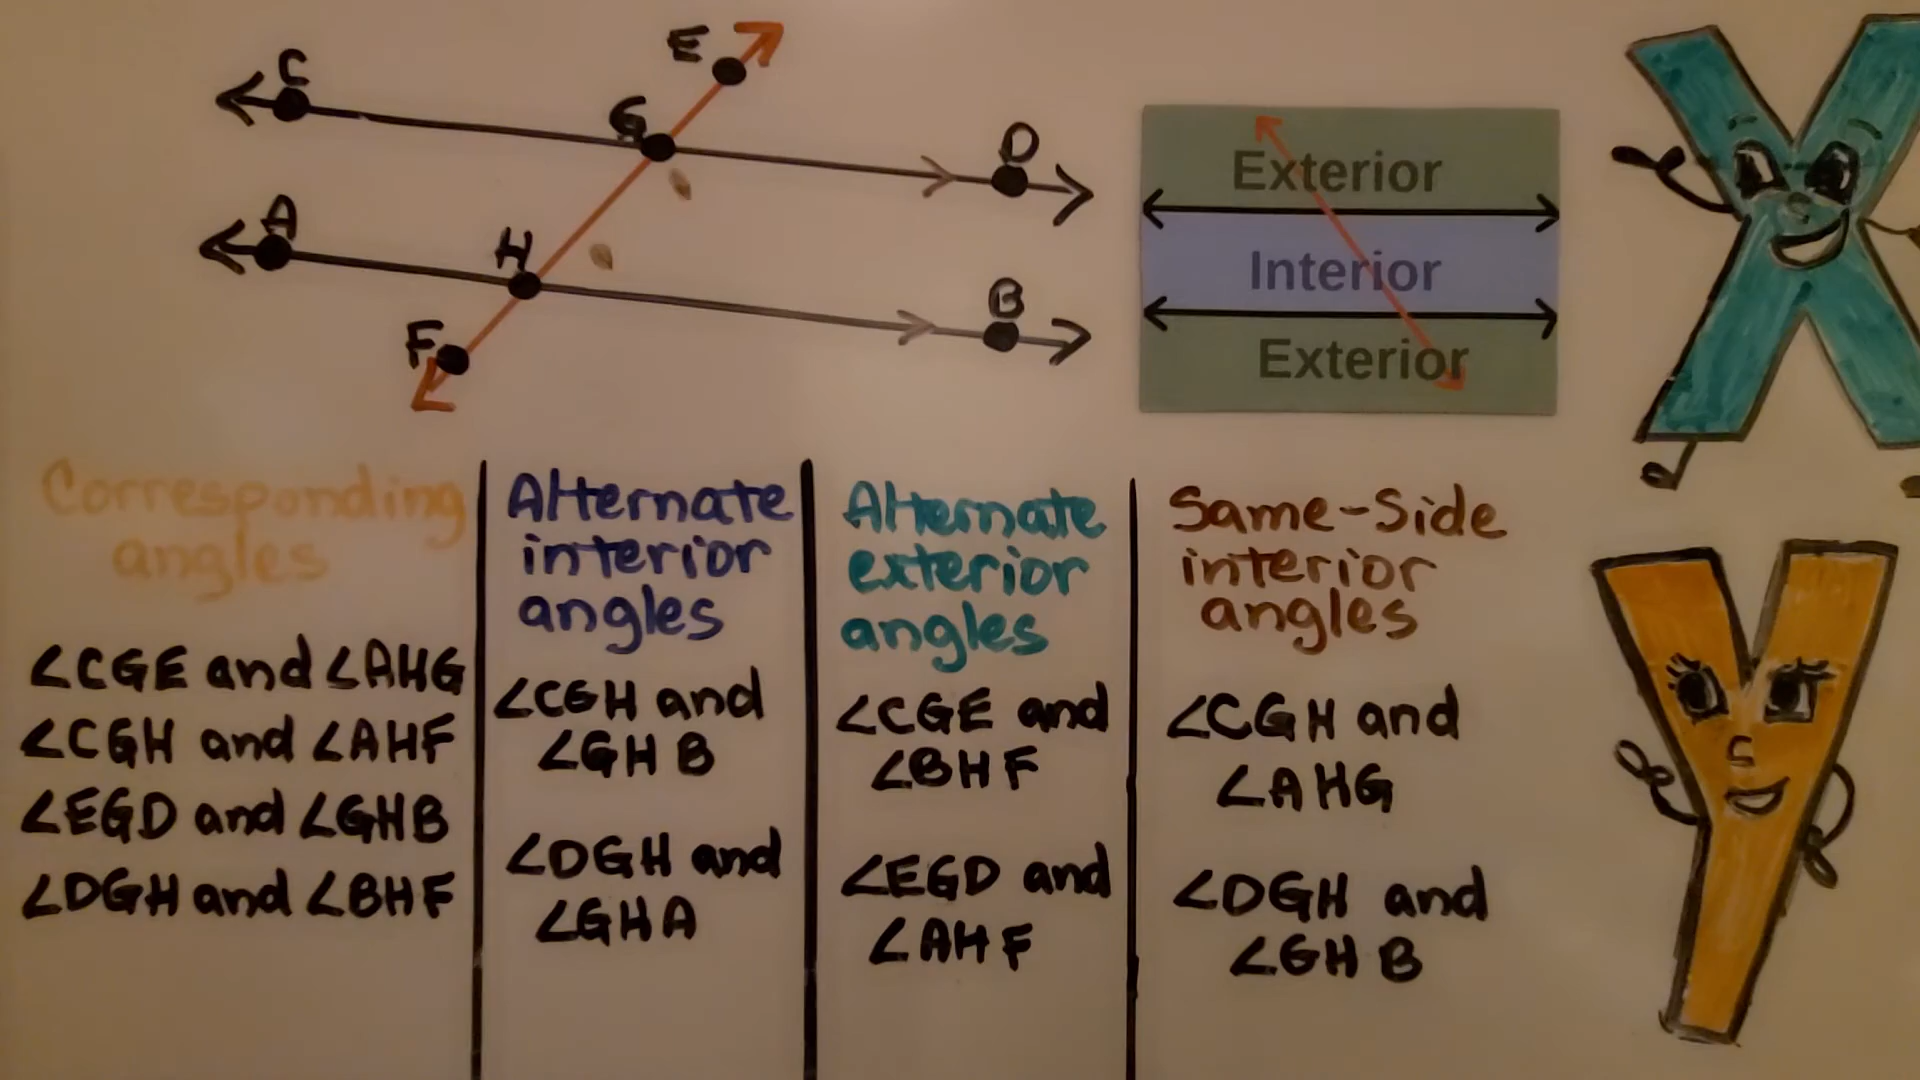 E
C
G
D
A
H
B
F
Exterior
Interior
Exterior
Corresponding
angles
∠CGE and ∠AHG
∠CGH and ∠AHF
∠EGD and ∠GHB
∠DGH and ∠BHF
Alternate
interior
angles
∠CGH and
∠GHB
∠DGH and
∠GHA
Alternate
exterior
angles
∠CGE and
∠BHF
∠EGD and
∠AHF
Same-Side
interior
angles
∠CGH and
∠AHG
∠DGH and
∠GHB